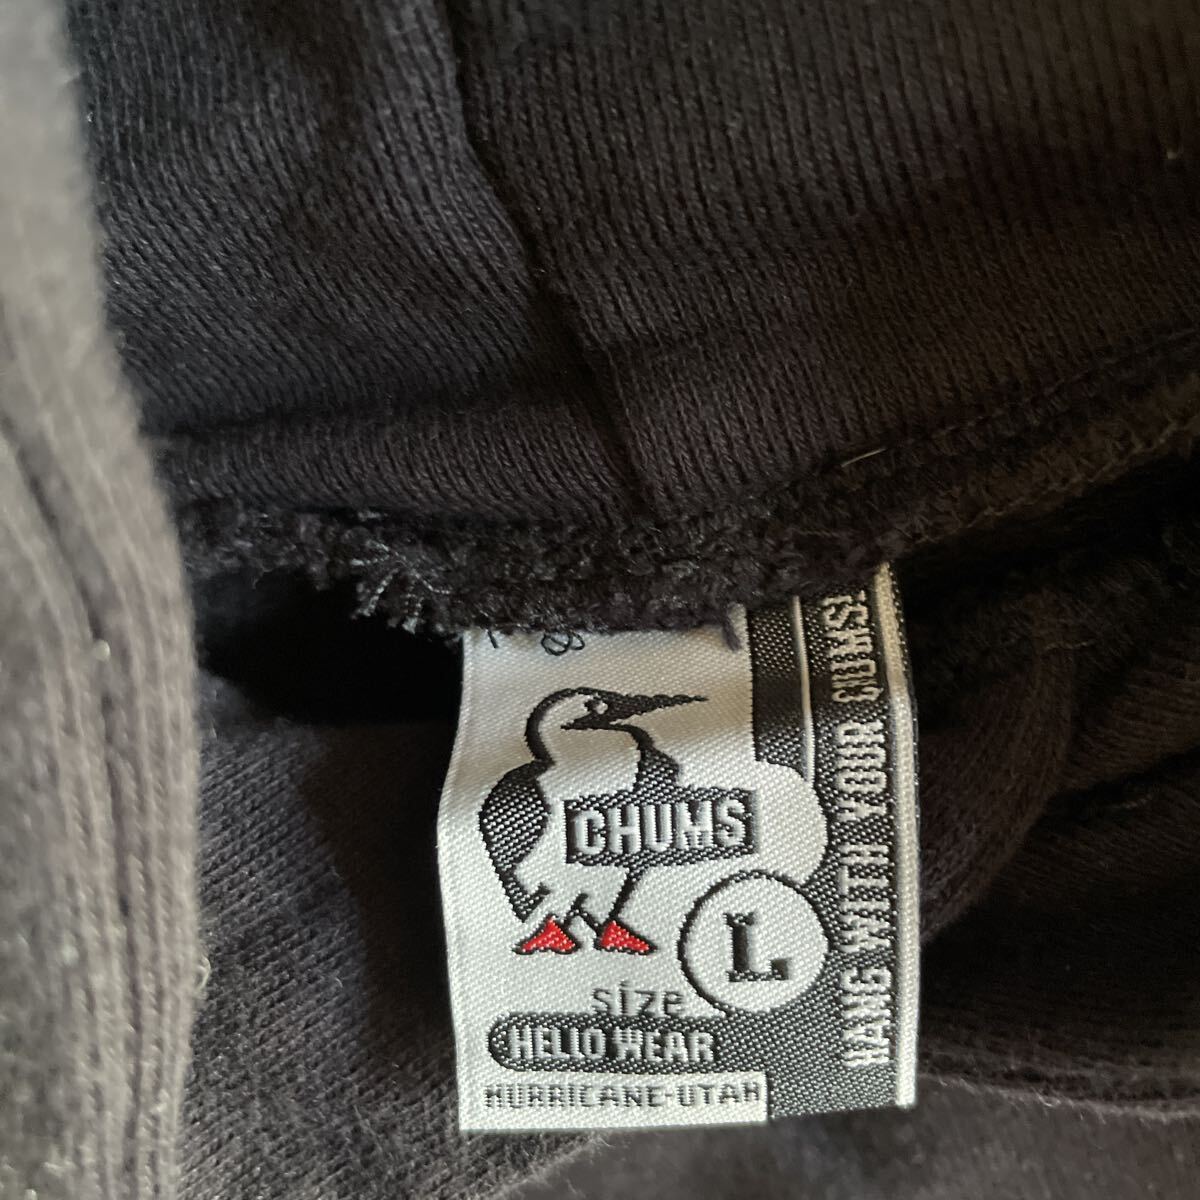 CHUMS
L
size
HELLO WEAR
HURRICANE-UTAH
HANG WITH YOUR CHUMS!